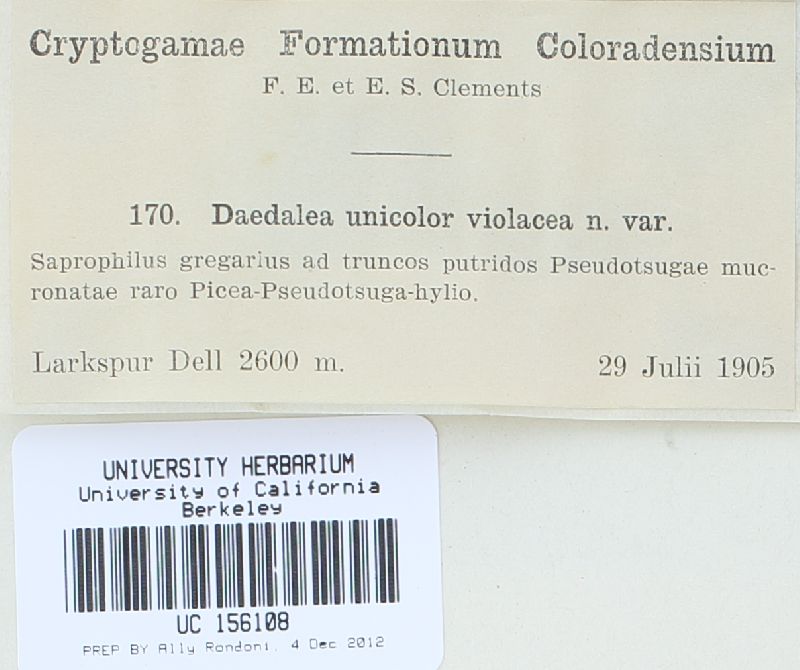 Cryptogamae Formationum Coloradensium
F. E. et E. S. Clements
170. Daedalea unicolor violacea n. var.
Saprophilus gregarius ad truncos putridos Pseudotsugae muc-
ronatae raro Picea-Pseudotsuga-hylio.
Larkspur Dell 2600 m. 29 Julii 1905
UNIVERSITY HERBARIUM
University of California
Berkeley
UC 156108
PREP BY Ally Rondoni. 4 Dec 2012